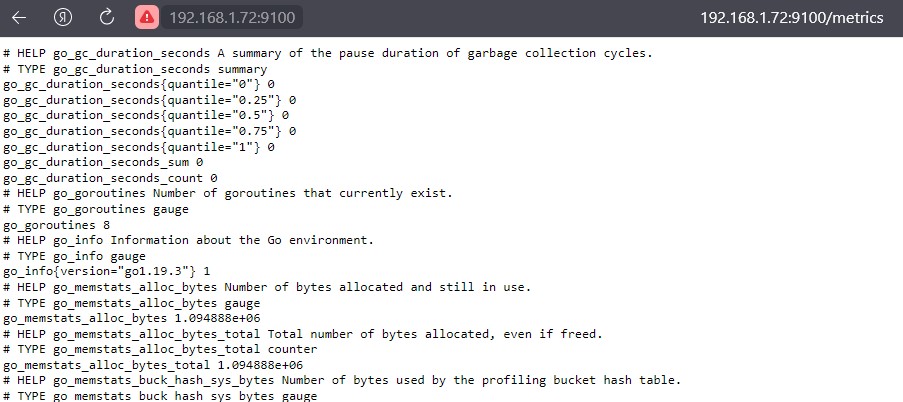 Я 192.168.1.72:9100 192.168.1.72:9100/metrics
# HELP go_gc_duration_seconds A summary of the pause duration of garbage collection cycles.
# TYPE go_gc_duration_seconds summary
go_gc_duration_seconds{quantile="0"} 0
go_gc_duration_seconds{quantile="0.25"} 0
go_gc_duration_seconds{quantile="0.5"} 0
go_gc_duration_seconds{quantile="0.75"} 0
go_gc_duration_seconds{quantile="1"} 0
go_gc_duration_seconds_sum 0
go_gc_duration_seconds_count 0
# HELP go_goroutines Number of goroutines that currently exist.
# TYPE go_goroutines gauge
go_goroutines 8
# HELP go_info Information about the Go environment.
# TYPE go_info gauge
go_info{version="go1.19.3"} 1
# HELP go_memstats_alloc_bytes Number of bytes allocated and still in use.
# TYPE go_memstats_alloc_bytes gauge
go_memstats_alloc_bytes 1.094888e+06
# HELP go_memstats_alloc_bytes_total Total number of bytes allocated, even if freed.
# TYPE go_memstats_alloc_bytes_total counter
go_memstats_alloc_bytes_total 1.094888e+06
# HELP go_memstats_buck_hash_sys_bytes Number of bytes used by the profiling bucket hash table.
# TYPE go_memstats_buck_hash_sys_bytes gauge